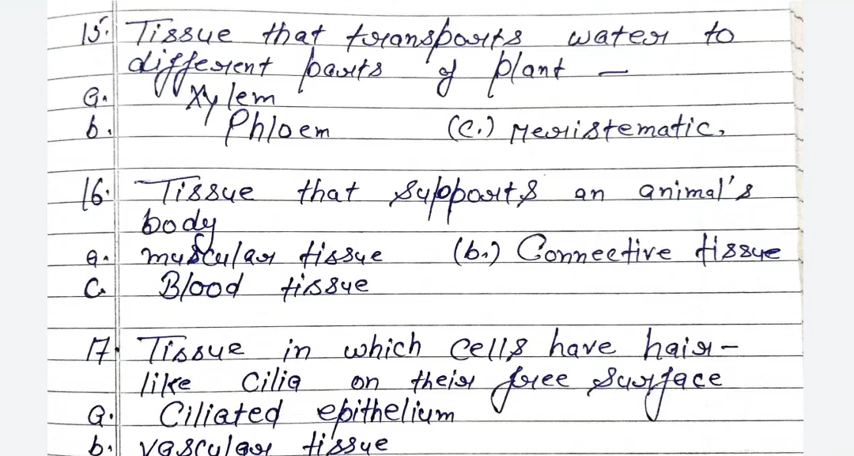 15. Tissue that transports water to
different parts of plant —
a. Xylem
b. Phloem (c.) Meristematic.
16. Tissue that supports an animal's
body
a. muscular tissue (b.) Connective tissue
c. Blood tissue
17. Tissue in which cells have hair-
like cilia on their free surface
a. Ciliated epithelium
b. vascular tissue